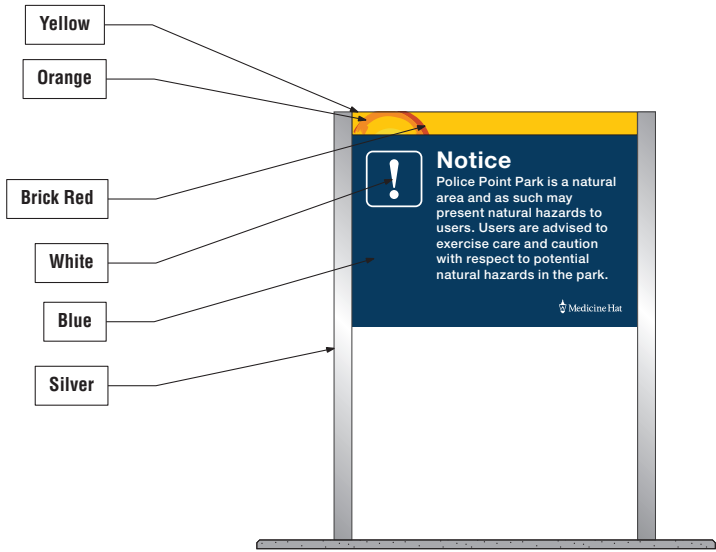 Yellow
Orange
Brick Red
White
Blue
Silver
!
Notice
Police Point Park is a natural
area and as such may
present natural hazards to
users. Users are advised to
exercise care and caution
with respect to potential
natural hazards in the park.
Medicine Hat